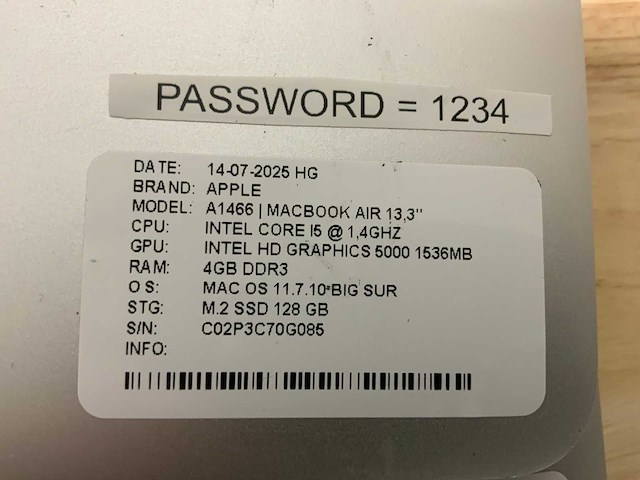 PASSWORD = 1234
DATE: 14-07-2025 HG
BRAND: APPLE
MODEL: A1466 | MACBOOK AIR 13,3"
CPU: INTEL CORE I5 @ 1,4GHZ
GPU: INTEL HD GRAPHICS 5000 1536MB
RAM: 4GB DDR3
OS: MAC OS 11.7.10 BIG SUR
STG: M.2 SSD 128 GB
S/N: C02P3C70G085
INFO: